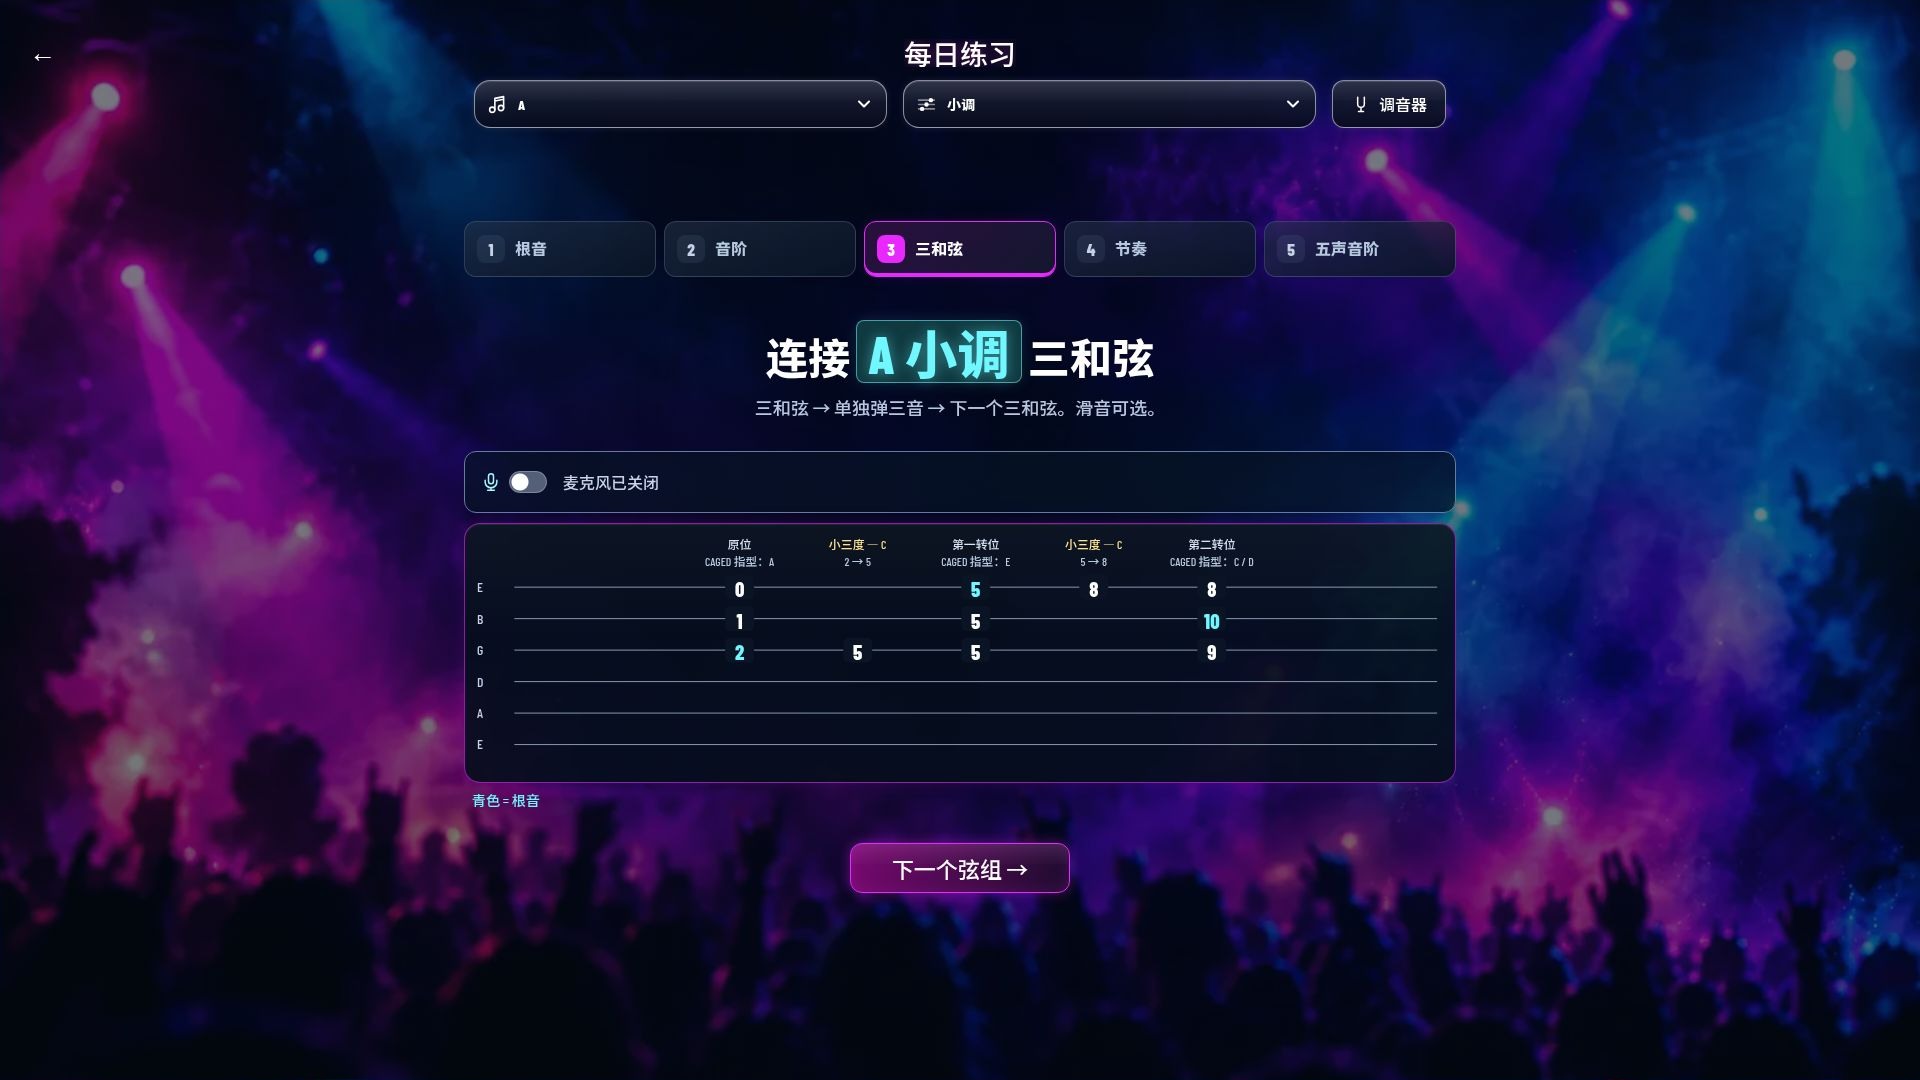 ←
每日练习
A
小调
调音器
1 根音
2 音阶
3 三和弦
4 节奏
5 五声音阶
连接 A 小调 三和弦
三和弦 → 单独弹三音 → 下一个三和弦。滑音可选。
麦克风已关闭
原位 小三度 — C 第一转位 小三度 — C 第二转位
CAGED 指型： A 2 → 5 CAGED 指型： E 5 → 8 CAGED 指型： C / D
E 0 5 8 8
B 1 5 10
G 2 5 5 9
D
A
E
青色 = 根音
下一个弦组 →